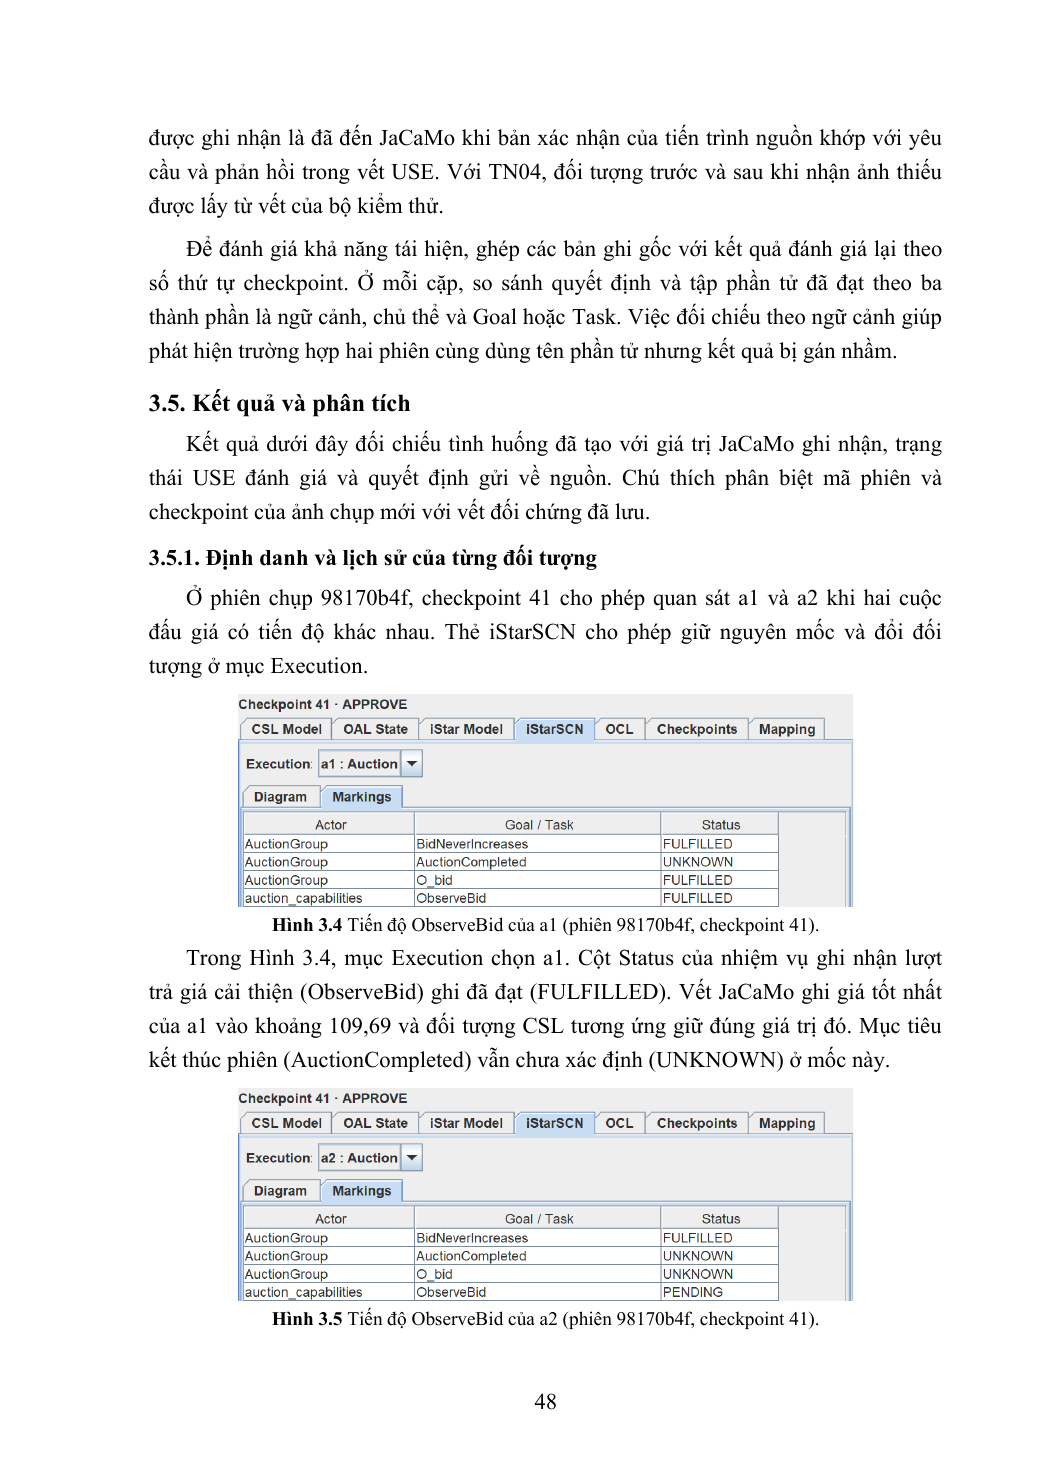 được ghi nhận là đã đến JaCaMo khi bản xác nhận của tiến trình nguồn khớp với yêu
cầu và phản hồi trong vết USE. Với TN04, đối tượng trước và sau khi nhận ảnh thiếu
được lấy từ vết của bộ kiểm thử.
Để đánh giá khả năng tái hiện, ghép các bản ghi gốc với kết quả đánh giá lại theo
số thứ tự checkpoint. Ở mỗi cặp, so sánh quyết định và tập phần tử đã đạt theo ba
thành phần là ngữ cảnh, chủ thể và Goal hoặc Task. Việc đối chiếu theo ngữ cảnh giúp
phát hiện trường hợp hai phiên cùng dùng tên phần tử nhưng kết quả bị gán nhầm.
3.5. Kết quả và phân tích
Kết quả dưới đây đối chiếu tình huống đã tạo với giá trị JaCaMo ghi nhận, trạng
thái USE đánh giá và quyết định gửi về nguồn. Chú thích phân biệt mã phiên và
checkpoint của ảnh chụp mới với vết đối chứng đã lưu.
3.5.1. Định danh và lịch sử của từng đối tượng
Ở phiên chụp 98170b4f, checkpoint 41 cho phép quan sát a1 và a2 khi hai cuộc
đấu giá có tiến độ khác nhau. Thẻ iStarSCN cho phép giữ nguyên mốc và đổi đối
tượng ở mục Execution.
Checkpoint 41 · APPROVE
CSL Model OAL State iStar Model iStarSCN OCL Checkpoints Mapping
Execution: a1 : Auction
Diagram Markings
Actor Goal / Task Status
AuctionGroup BidNeverIncreases FULFILLED
AuctionGroup AuctionCompleted UNKNOWN
AuctionGroup O_bid FULFILLED
auction_capabilities ObserveBid FULFILLED
Hình 3.4 Tiến độ ObserveBid của a1 (phiên 98170b4f, checkpoint 41).
Trong Hình 3.4, mục Execution chọn a1. Cột Status của nhiệm vụ ghi nhận lượt
trả giá cải thiện (ObserveBid) ghi đã đạt (FULFILLED). Vết JaCaMo ghi giá tốt nhất
của a1 vào khoảng 109,69 và đối tượng CSL tương ứng giữ đúng giá trị đó. Mục tiêu
kết thúc phiên (AuctionCompleted) vẫn chưa xác định (UNKNOWN) ở mốc này.
Checkpoint 41 · APPROVE
CSL Model OAL State iStar Model iStarSCN OCL Checkpoints Mapping
Execution: a2 : Auction
Diagram Markings
Actor Goal / Task Status
AuctionGroup BidNeverIncreases FULFILLED
AuctionGroup AuctionCompleted UNKNOWN
AuctionGroup O_bid UNKNOWN
auction_capabilities ObserveBid PENDING
Hình 3.5 Tiến độ ObserveBid của a2 (phiên 98170b4f, checkpoint 41).
48